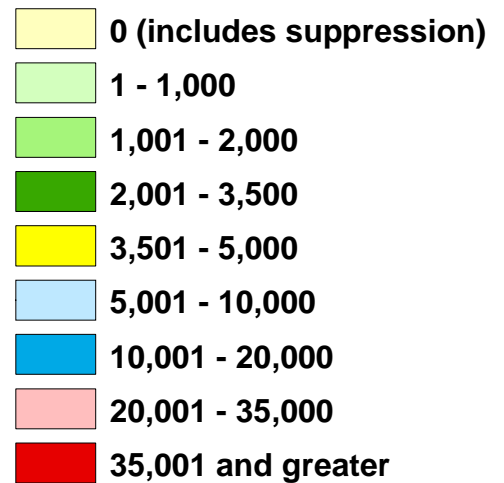 0 (includes suppression)
1 - 1,000
1,001 - 2,000
2,001 - 3,500
3,501 - 5,000
5,001 - 10,000
10,001 - 20,000
20,001 - 35,000
35,001 and greater